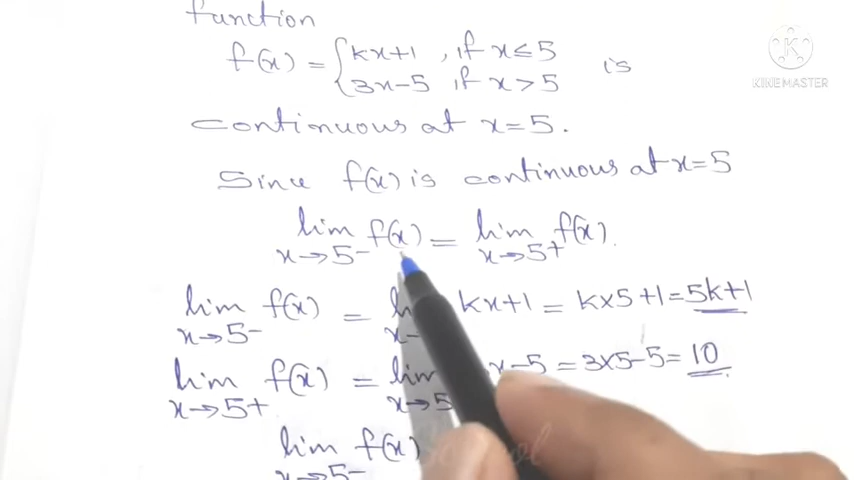 function
f(x) = { kx+1 , if x ≤ 5
3x-5 if x > 5 is
continuous at x=5.
Since f(x) is continuous at x=5
lim x→5- f(x) = lim x→5+ f(x).
lim x→5- f(x) = kx+1 = k×5+1 = 5k+1
lim x→5+ f(x) = lim x→5 x-5 = 3×5-5 = 10
lim x→5- f(x)
KINEMASTER